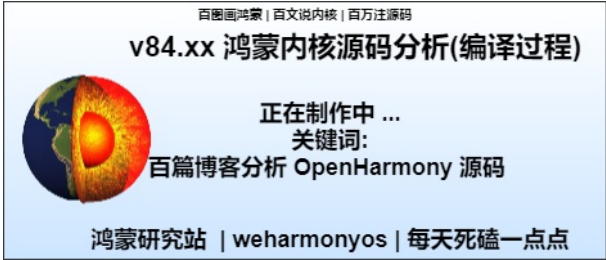 百图画鸿蒙 | 百文说内核 | 百万注源码
v84.xx 鸿蒙内核源码分析(编译过程)
正在制作中 ...
关键词:
百篇博客分析 OpenHarmony 源码
鸿蒙研究站 | weharmonyos | 每天死磕一点点